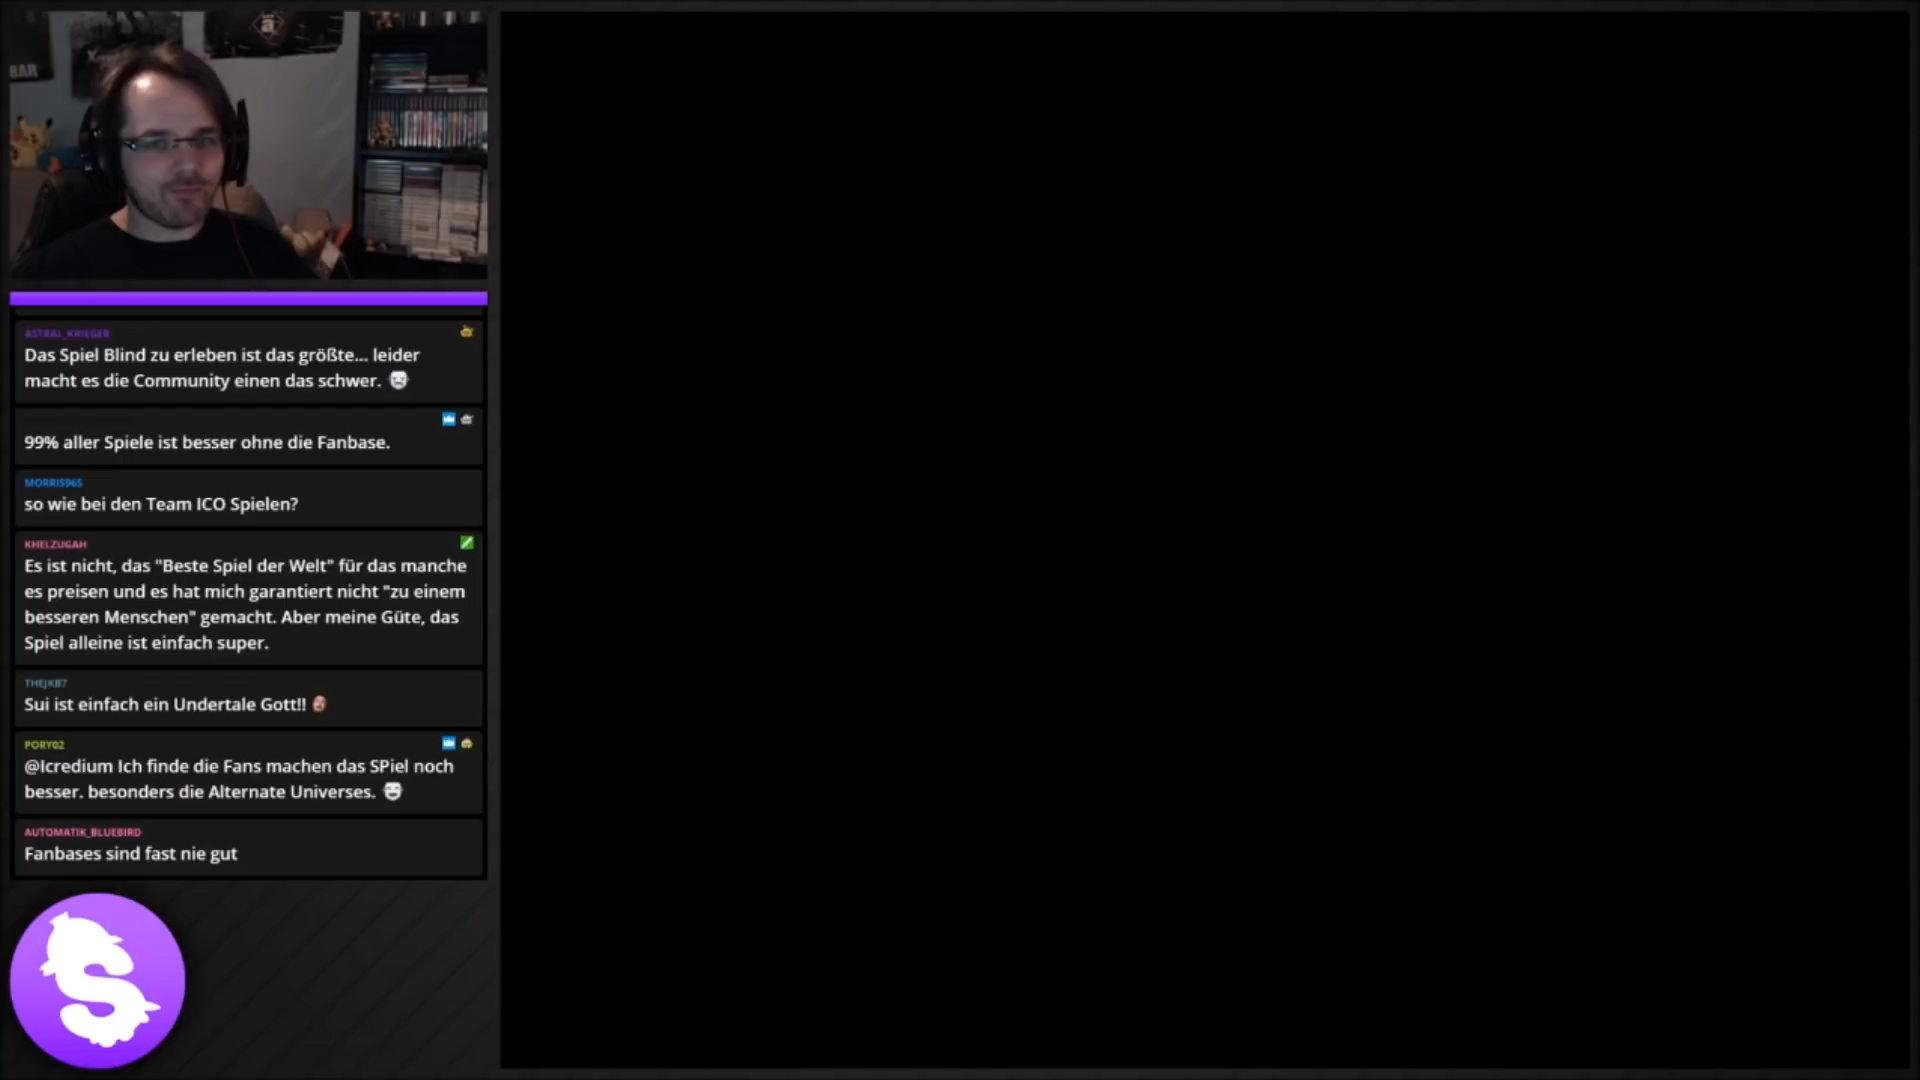 BAR
ASTRAL_KRIEGER
Das Spiel Blind zu erleben ist das größte... leider
macht es die Community einen das schwer.
99% aller Spiele ist besser ohne die Fanbase.
MORRIS965
so wie bei den Team ICO Spielen?
KHELZUGAH
Es ist nicht, das "Beste Spiel der Welt" für das manche
es preisen und es hat mich garantiert nicht "zu einem
besseren Menschen" gemacht. Aber meine Güte, das
Spiel alleine ist einfach super.
THEJKB7
Sui ist einfach ein Undertale Gott!!
PORY02
@Icredium Ich finde die Fans machen das SPiel noch
besser. besonders die Alternate Universes.
AUTOMATIK_BLUEBIRD
Fanbases sind fast nie gut
S